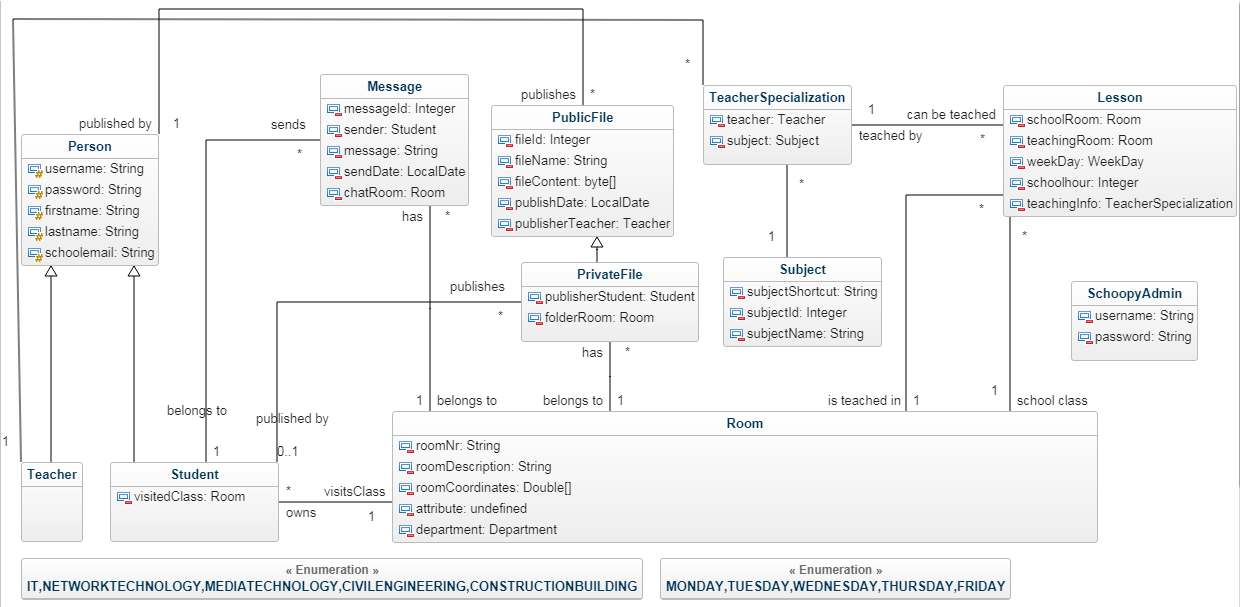 Message
messageId: Integer
sender: Student
message: String
sendDate: LocalDate
chatRoom: Room
publishes
*
PublicFile
fileId: Integer
fileName: String
fileContent: byte[]
publishDate: LocalDate
publisherTeacher: Teacher
*
TeacherSpecialization
teacher: Teacher
subject: Subject
1
can be teached
taught by
*
Lesson
schoolRoom: Room
teachingRoom: Room
weekDay: WeekDay
schoolhour: Integer
teachingInfo: TeacherSpecialization
published by
1
sends
*
Person
username: String
password: String
firstname: String
lastname: String
schoolemail: String
has
*
*
1
*
*
publishes
*
PrivateFile
publisherStudent: Student
folderRoom: Room
Subject
subjectShortcut: String
subjectId: Integer
subjectName: String
SchoopyAdmin
username: String
password: String
has
*
belongs to
1
published by
0..1
1
belongs to
belongs to
1
is teached in
1
1
school class
1
Teacher
Student
visitedClass: Room
*
visitsClass
owns
1
Room
roomNr: String
roomDescription: String
roomCoordinates: Double[]
attribute: undefined
department: Department
« Enumeration »
IT,NETWORKTECHNOLOGY,MEDIATECHNOLOGY,CIVILENGINEERING,CONSTRUCTIONBUILDING
« Enumeration »
MONDAY,TUESDAY,WEDNESDAY,THURSDAY,FRIDAY